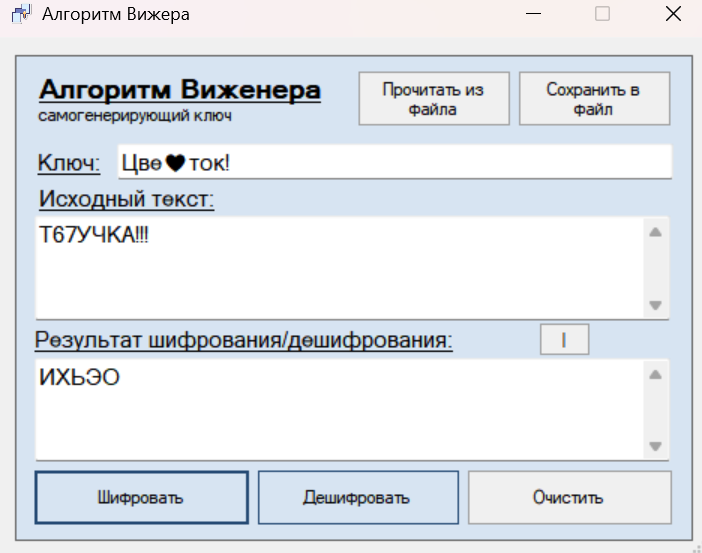 Алгоритм Вижера
Алгоритм Виженера
самогенерирующий ключ
Прочитать из
файла
Сохранить в
файл
Ключ:
Цве♥ток!
Исходный текст:
Т67УЧКА!!!
Результат шифрования/дешифрования:
I
ИХЬЭО
Шифровать
Дешифровать
Очистить